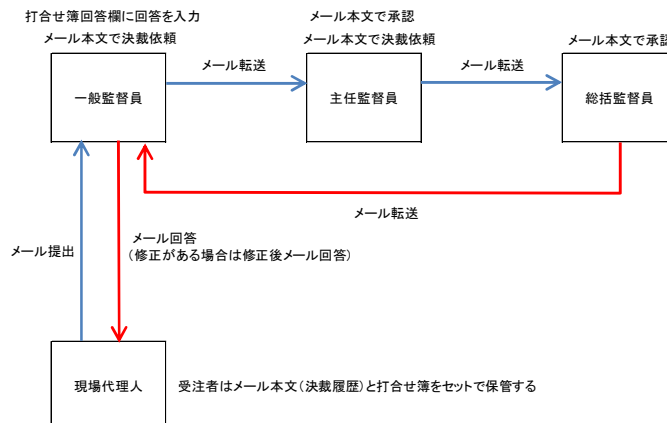 打合せ簿回答欄に回答を入力
メール本文で決裁依頼
メール本文で承認
メール本文で決裁依頼
メール本文で承認
メール転送
メール転送
一般監督員
主任監督員
総括監督員
メール転送
メール提出
メール回答
(修正がある場合は修正後メール回答)
現場代理人
受注者はメール本文(決裁履歴)と打合せ簿をセットで保管する